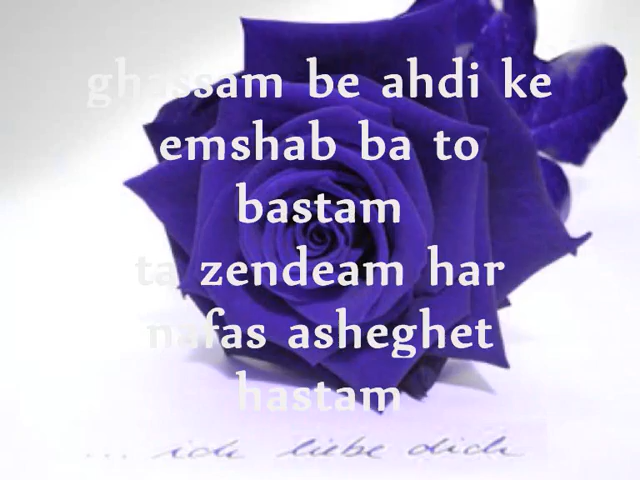 ghassam be ahdi ke
emshab ba to
bastam
ta zendeam har
nafas asheghet
hastam
... ich liebe dich